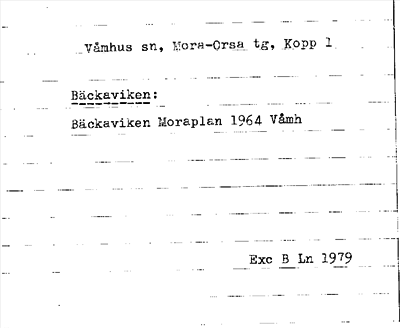 Våmhus sn, Mora-Orsa tg, Kopp 1
Bäckaviken:
Bäckaviken Moraplan 1964 Våmh
Exc B Ln 1979